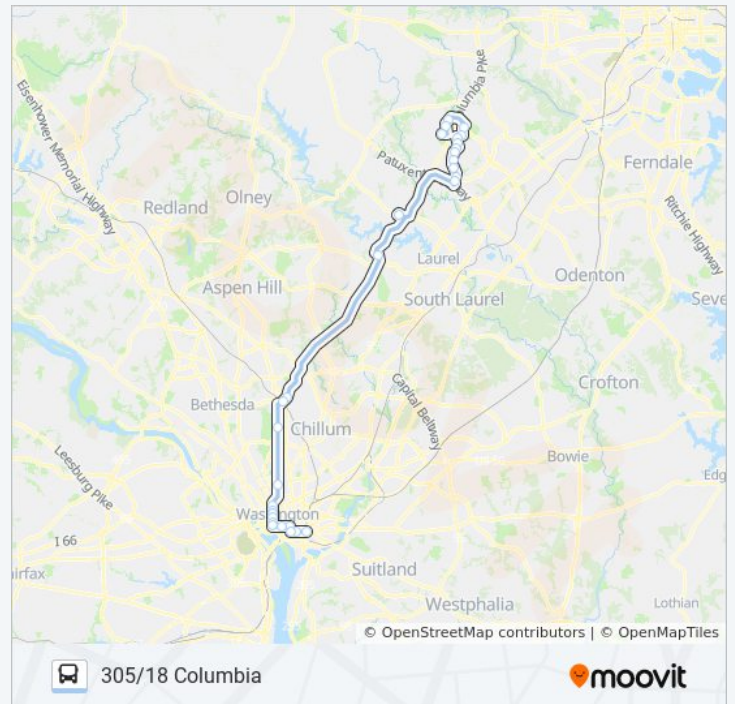 Columbia Pke
Eisenhower Memorial Highway
Patuxent
Ferndale
Olney
Redland
Ritchie Highway
Laurel
Odenton
Aspen Hill
South Laurel
Seve
Crofton
Capital Beltway
Bethesda
Chillum
Leesburg Pike
Bowie
Edg
Washington
I 66
airfax
Suitland
Westphalia
Lothian
© OpenStreetMap contributors | © OpenMapTiles
305/18 Columbia
moovit